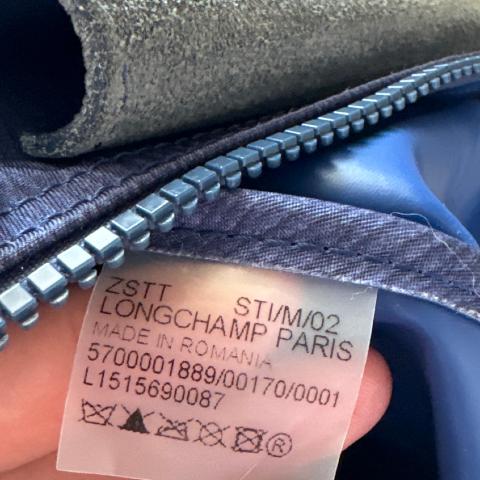 ZSTT STI/M/02
LONGCHAMP PARIS
MADE IN ROMANIA
5700001889/00170/0001
L1515690087
®